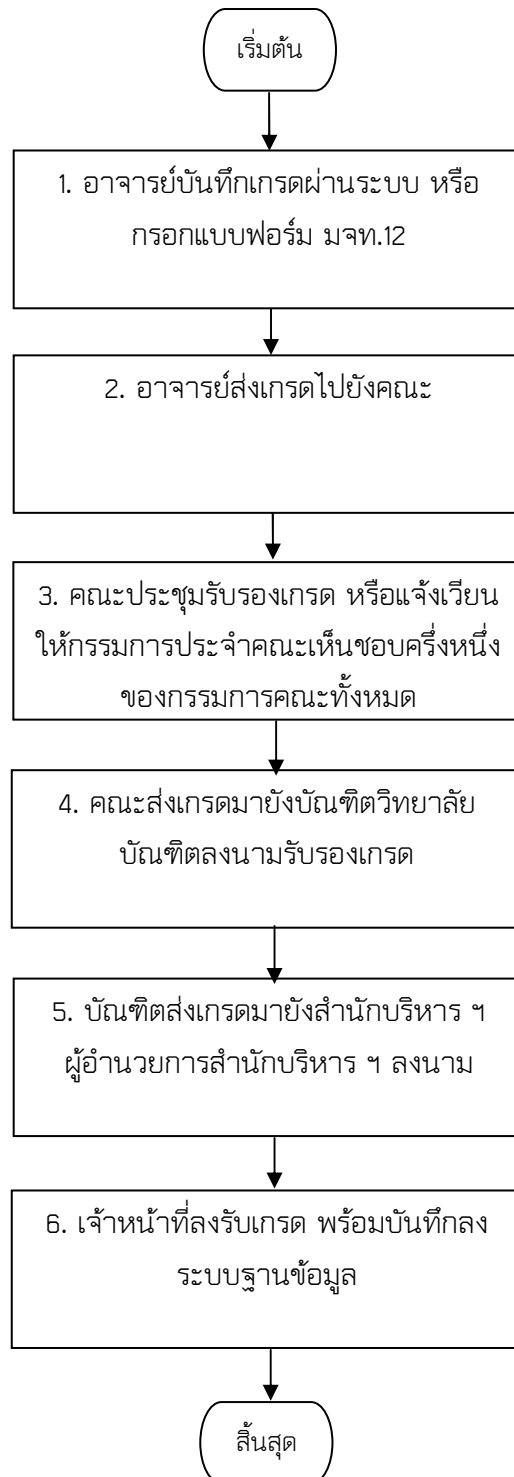 เริ่มต้น
1. อาจารย์บันทึกเกรดผ่านระบบ หรือ
กรอกแบบฟอร์ม มจท.12
2. อาจารย์ส่งเกรดไปยังคณะ
3. คณะประชุมรับรองเกรด หรือแจ้งเวียน
ให้กรรมการประจำคณะเห็นชอบครึ่งหนึ่ง
ของกรรมการคณะทั้งหมด
4. คณะส่งเกรดมายังบัณฑิตวิทยาลัย
บัณฑิตลงนามรับรองเกรด
5. บัณฑิตส่งเกรดมายังสำนักบริหาร ฯ
ผู้อำนวยการสำนักบริหาร ฯ ลงนาม
6. เจ้าหน้าที่ลงรับเกรด พร้อมบันทึกลง
ระบบฐานข้อมูล
สิ้นสุด